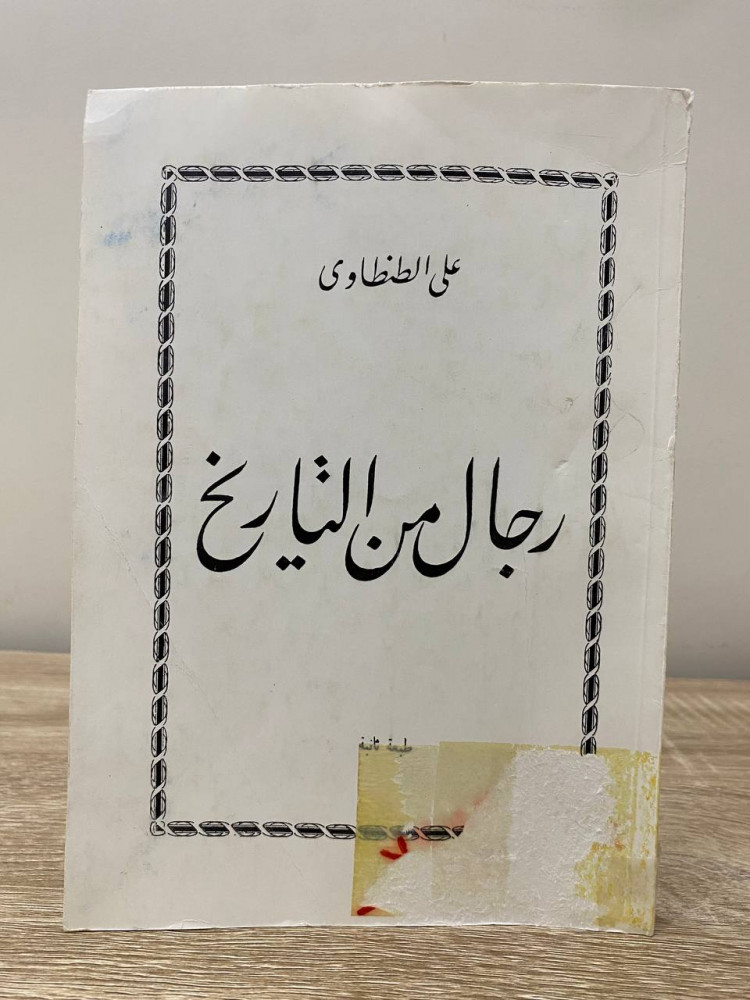 على الطنطاوى
رجال من التاريخ
طبعة ثانية